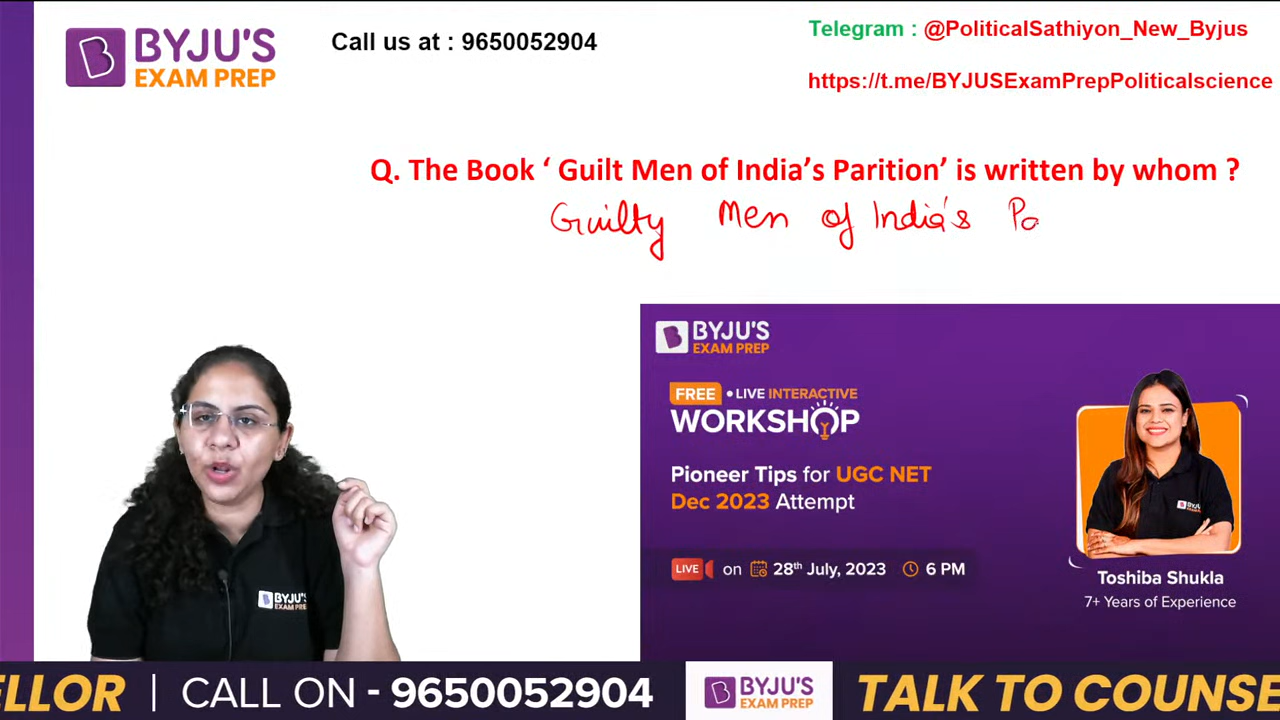 BYJU'S
EXAM PREP
Call us at : 9650052904
Telegram : @PoliticalSathiyon_New_Byjus
https://t.me/BYJUSExamPrepPoliticalscience
Q. The Book ‘ Guilt Men of India’s Parition’ is written by whom ?
Guilty Men of India's Pa
BYJU'S
EXAM PREP
FREE • LIVE INTERACTIVE
WORKSHOP
Pioneer Tips for UGC NET
Dec 2023 Attempt
LIVE on 28th July, 2023 6 PM
Toshiba Shukla
7+ Years of Experience
BYJU'S
EXAM PREP
ELLOR | CALL ON - 9650052904 BYJU'S EXAM PREP TALK TO COUNSE